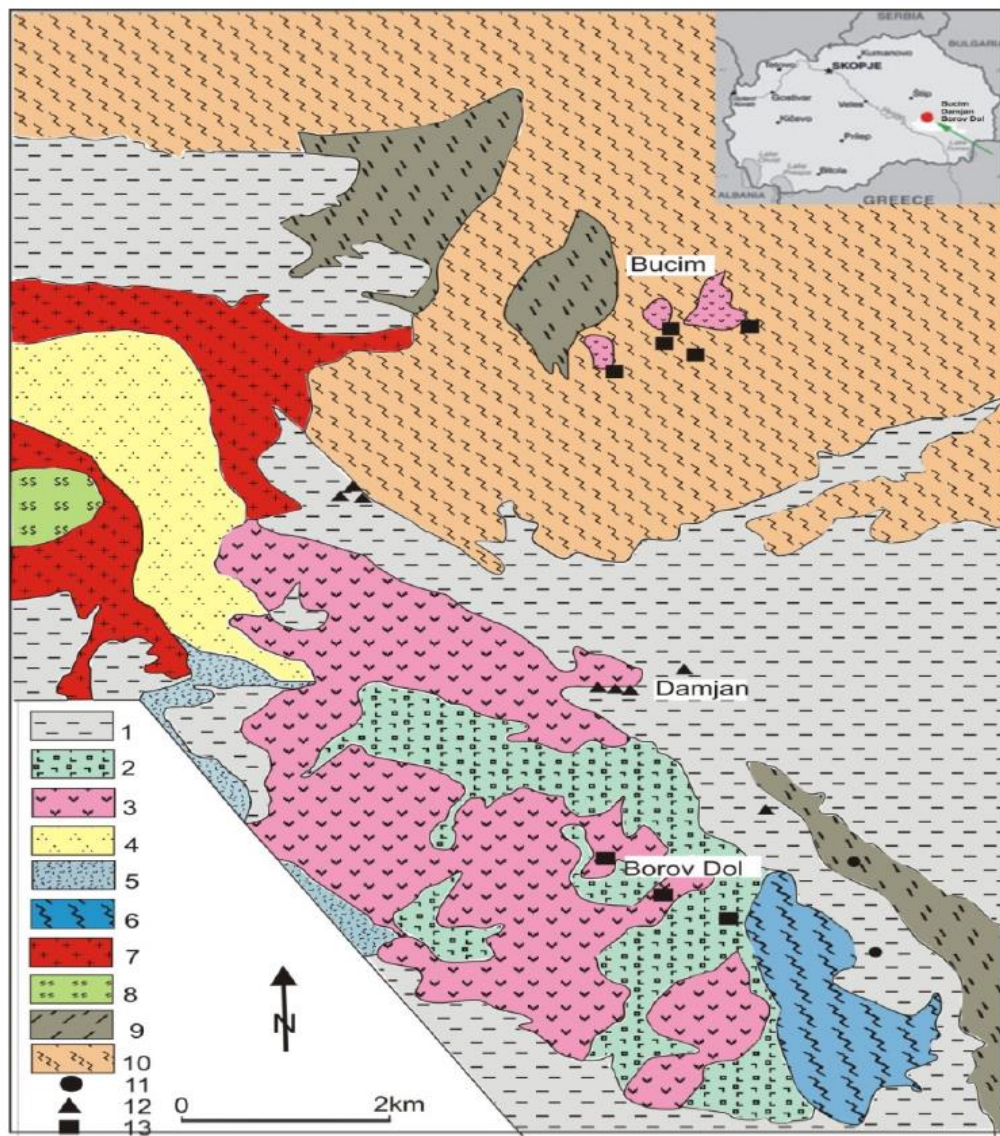 SERBIA
BULGARIA
Kumanovo
Tetovo
SKOPJE
Gostivar
Veles
Štip
Bucim
Damjan
Borov Dol
Kičevo
Prilep
Bitola
ALBANIA
GREECE
Bucim
Damjan
Borov Dol
1
2
3
4
5
6
7
8
9
10
11
12
13
N
0 2km